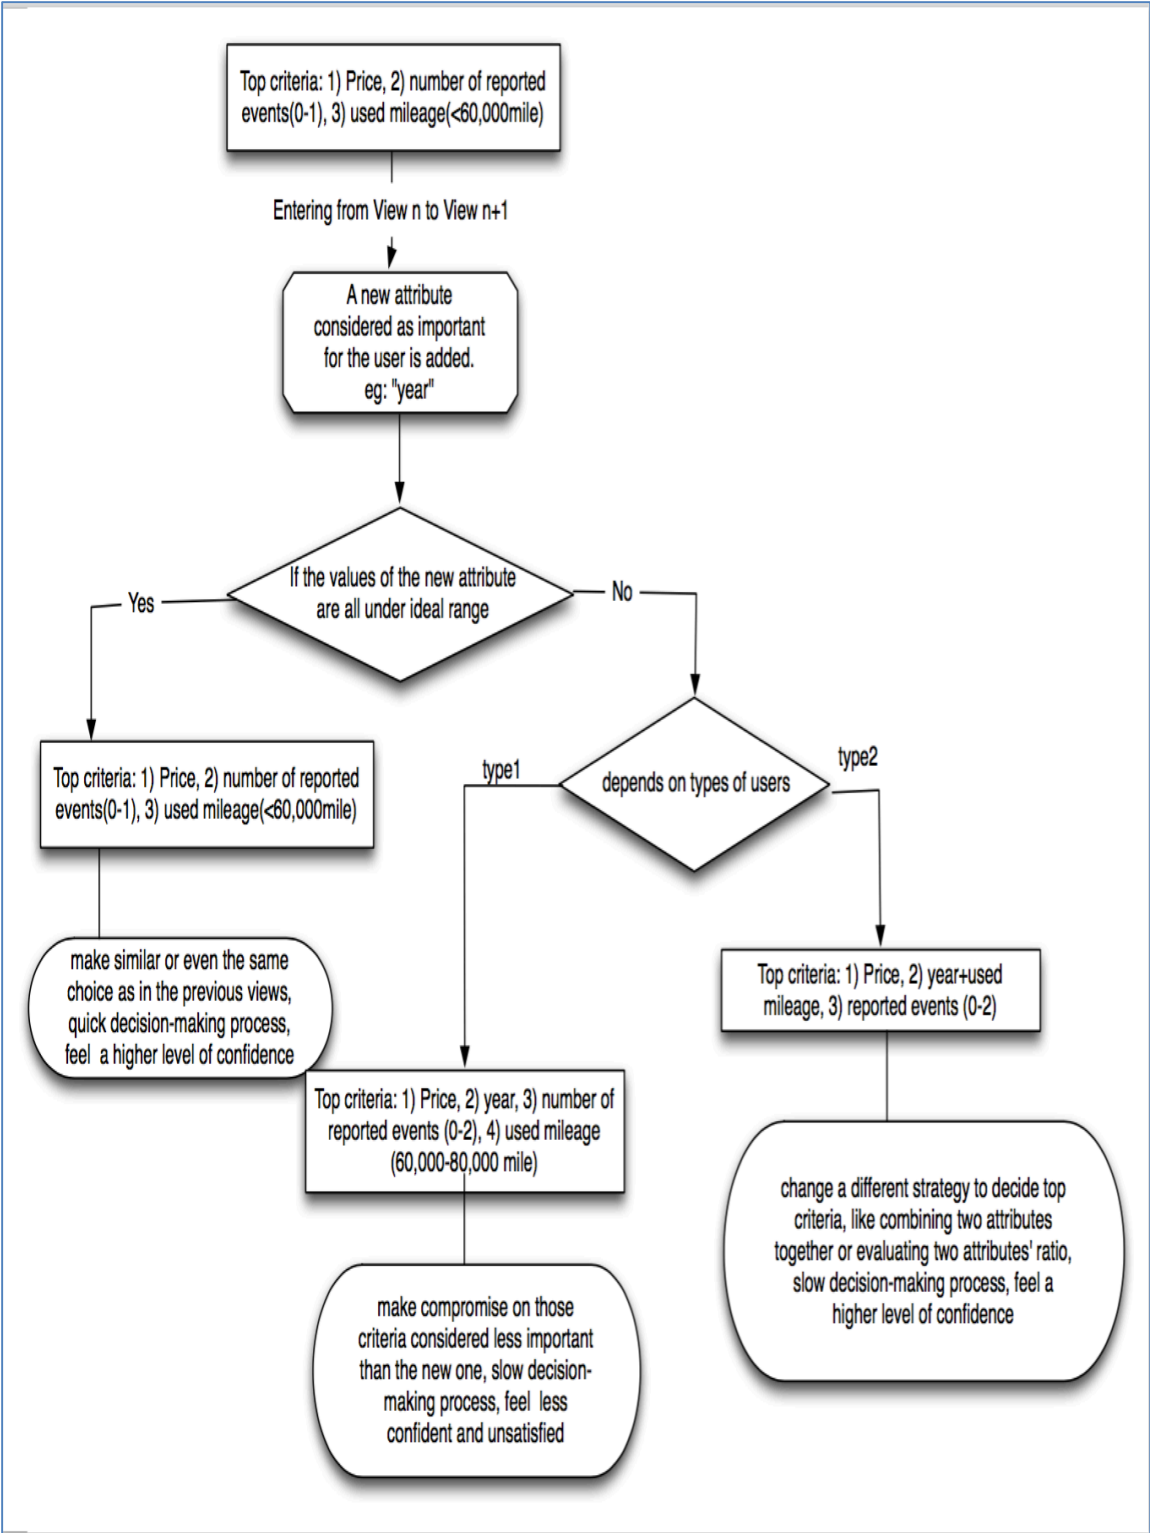 Top criteria: 1) Price, 2) number of reported
events(0-1), 3) used mileage(<60,000mile)
Entering from View n to View n+1
A new attribute
considered as important
for the user is added.
eg: "year"
If the values of the new attribute
are all under ideal range
Yes
No
Top criteria: 1) Price, 2) number of reported
events(0-1), 3) used mileage(<60,000mile)
make similar or even the same
choice as in the previous views,
quick decision-making process,
feel  a higher level of confidence
depends on types of users
type1
type2
Top criteria: 1) Price, 2) year, 3) number of
reported events (0-2), 4) used mileage
(60,000-80,000 mile)
make compromise on those
criteria considered less important
than the new one, slow decision-
making process, feel  less
confident and unsatisfied
Top criteria: 1) Price, 2) year+used
mileage, 3) reported events (0-2)
change a different strategy to decide top
criteria, like combining two attributes
together or evaluating two attributes' ratio,
slow decision-making process, feel a
higher level of confidence